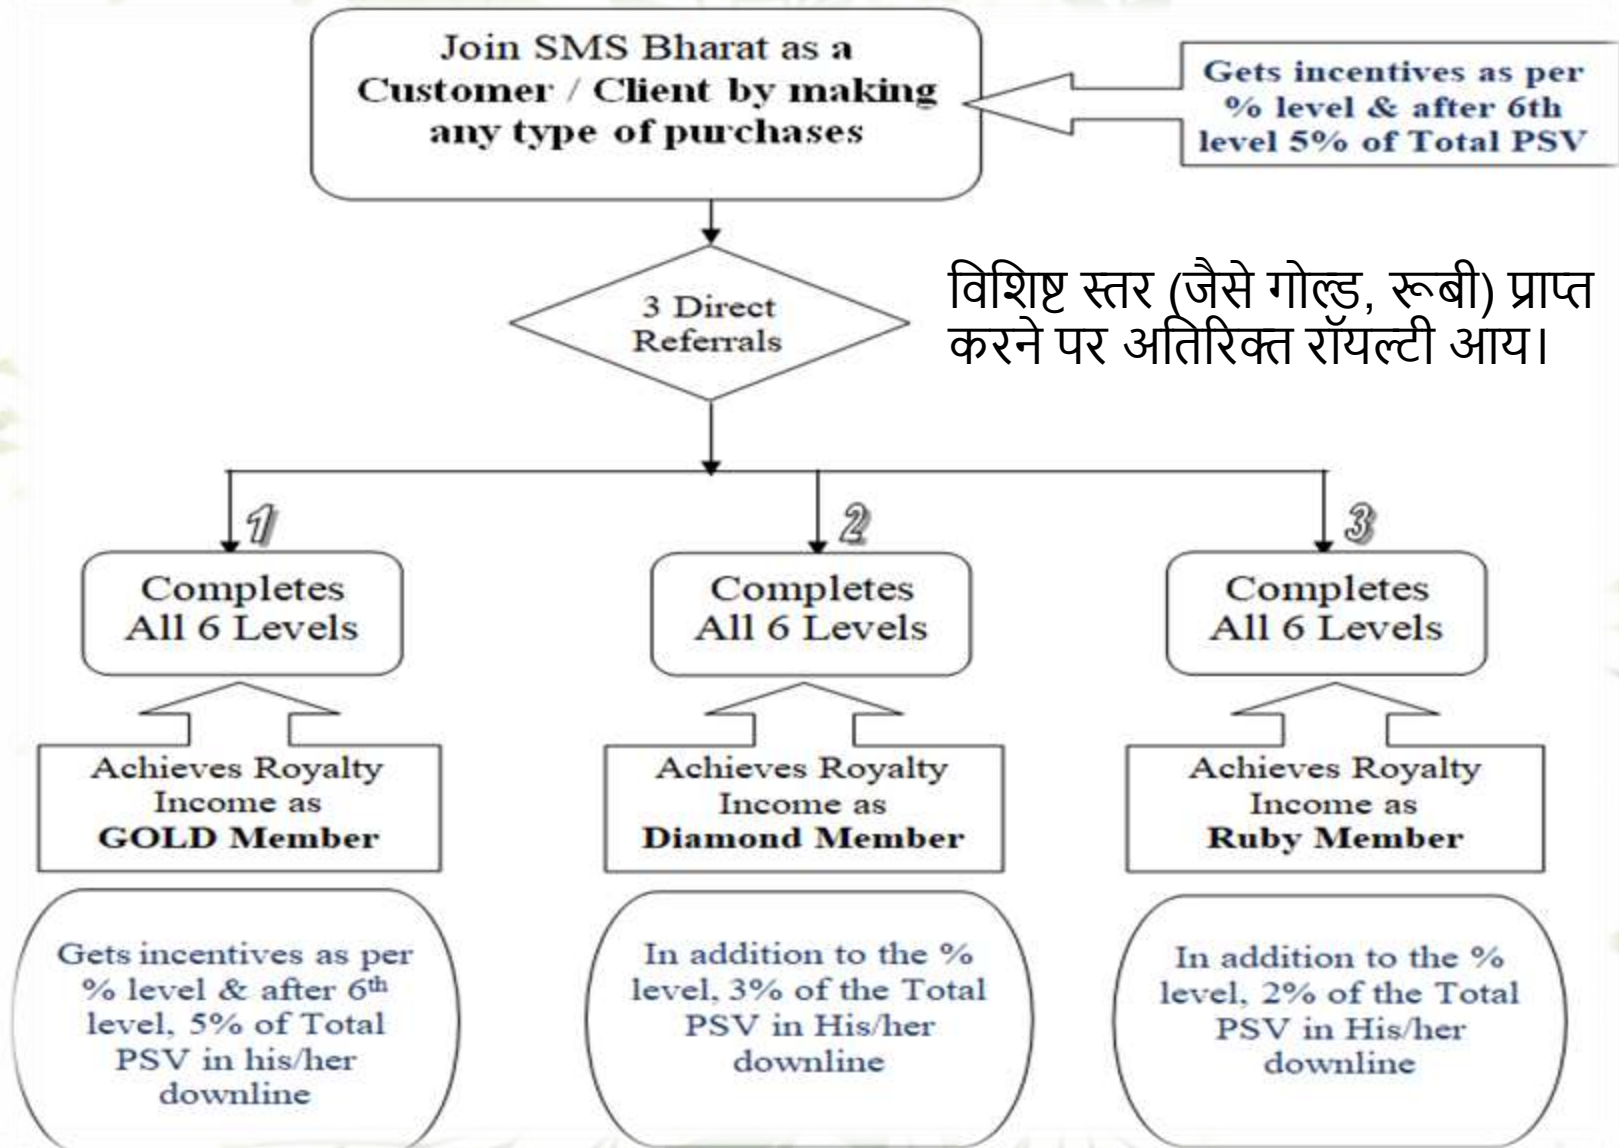 Join SMS Bharat as a
Customer / Client by making
any type of purchases
Gets incentives as per
% level & after 6th
level 5% of Total PSV
3 Direct
Referrals
विशिष्ट स्तर (जैसे गोल्ड, रूबी) प्राप्त
करने पर अतिरिक्त रॉयल्टी आय।
1
2
3
Completes
All 6 Levels
Completes
All 6 Levels
Completes
All 6 Levels
Achieves Royalty
Income as
GOLD Member
Achieves Royalty
Income as
Diamond Member
Achieves Royalty
Income as
Ruby Member
Gets incentives as per
% level & after 6th
level, 5% of Total
PSV in his/her
downline
In addition to the %
level, 3% of the Total
PSV in His/her
downline
In addition to the %
level, 2% of the Total
PSV in His/her
downline